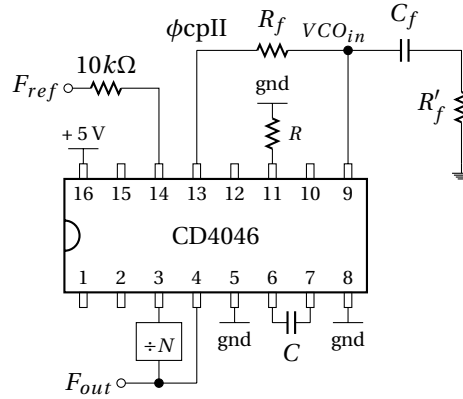 ϕcpII
R_f
VCO_in
C_f
F_ref
10kΩ
gnd
R'_f
+ 5 V
R
16 15 14 13 12 11 10 9
CD4046
1 2 3 4 5 6 7 8
÷N
gnd
C
gnd
F_out